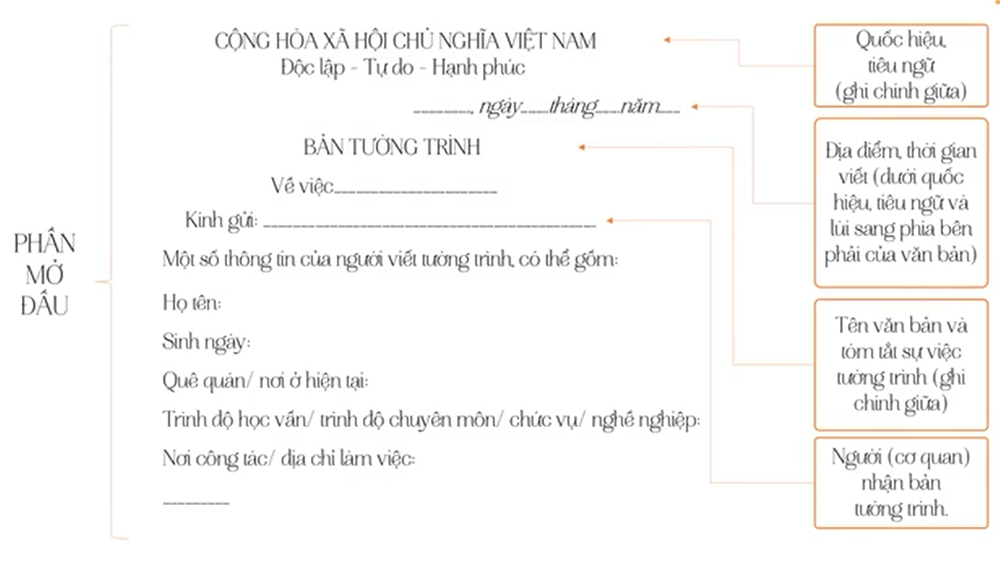 CỘNG HÒA XÃ HỘI CHỦ NGHĨA VIỆT NAM
Độc lập - Tự do - Hạnh phúc
________, ngày____tháng____năm___
BẢN TƯỜNG TRÌNH
Về việc______________________
Kính gửi: _____________________________________________
Một số thông tin của người viết tường trình, có thể gồm:
Họ tên:
Sinh ngày:
Quê quán/ nơi ở hiện tại:
Trình độ học vấn/ trình độ chuyên môn/ chức vụ/ nghề nghiệp:
Nơi công tác/ địa chỉ làm việc:
_________
PHẦN
MỞ
ĐẦU
Quốc hiệu,
tiêu ngữ
(ghi chính giữa)
Địa điểm, thời gian
viết (dưới quốc
hiệu, tiêu ngữ và
lùi sang phía bên
phải của văn bản)
Tên văn bản và
tóm tắt sự việc
tường trình (ghi
chính giữa)
Người (cơ quan)
nhận bản
tường trình.